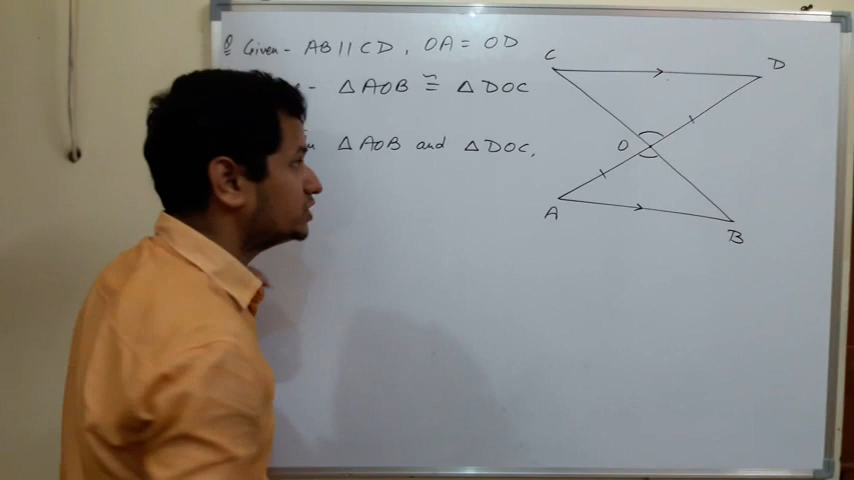 Q Given- AB||CD, OA = OD
- △AOB ≅ △DOC
△AOB and △DOC,
C
D
O
A
B